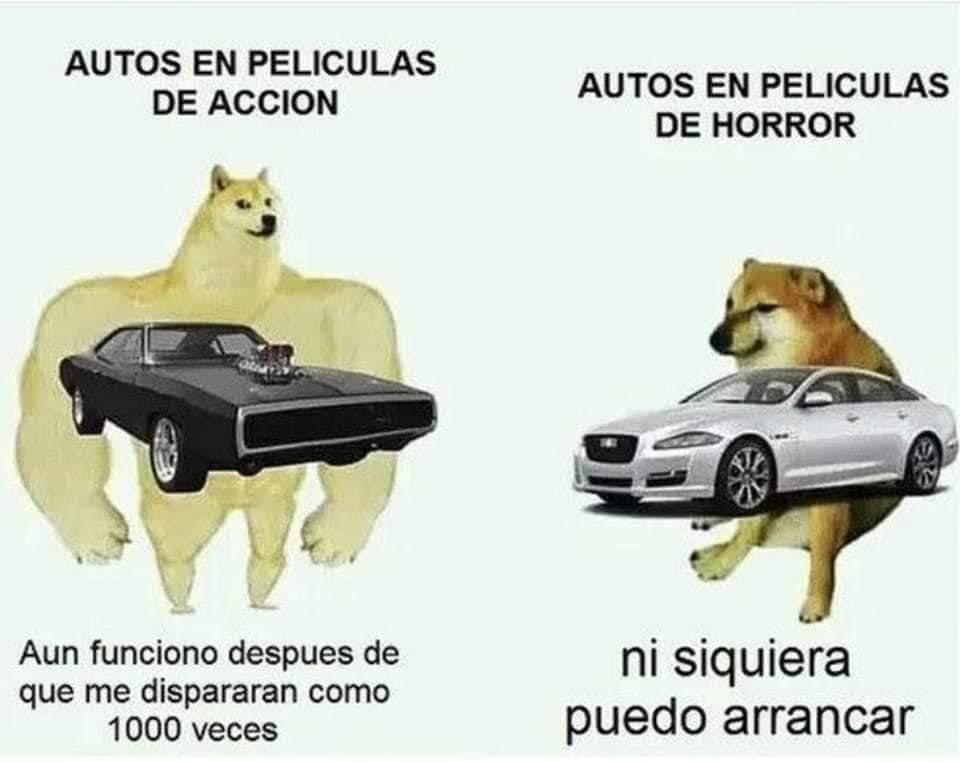 AUTOS EN PELICULAS
DE ACCION
AUTOS EN PELICULAS
DE HORROR
Aun funciono despues de
que me dispararan como
1000 veces
ni siquiera
puedo arrancar